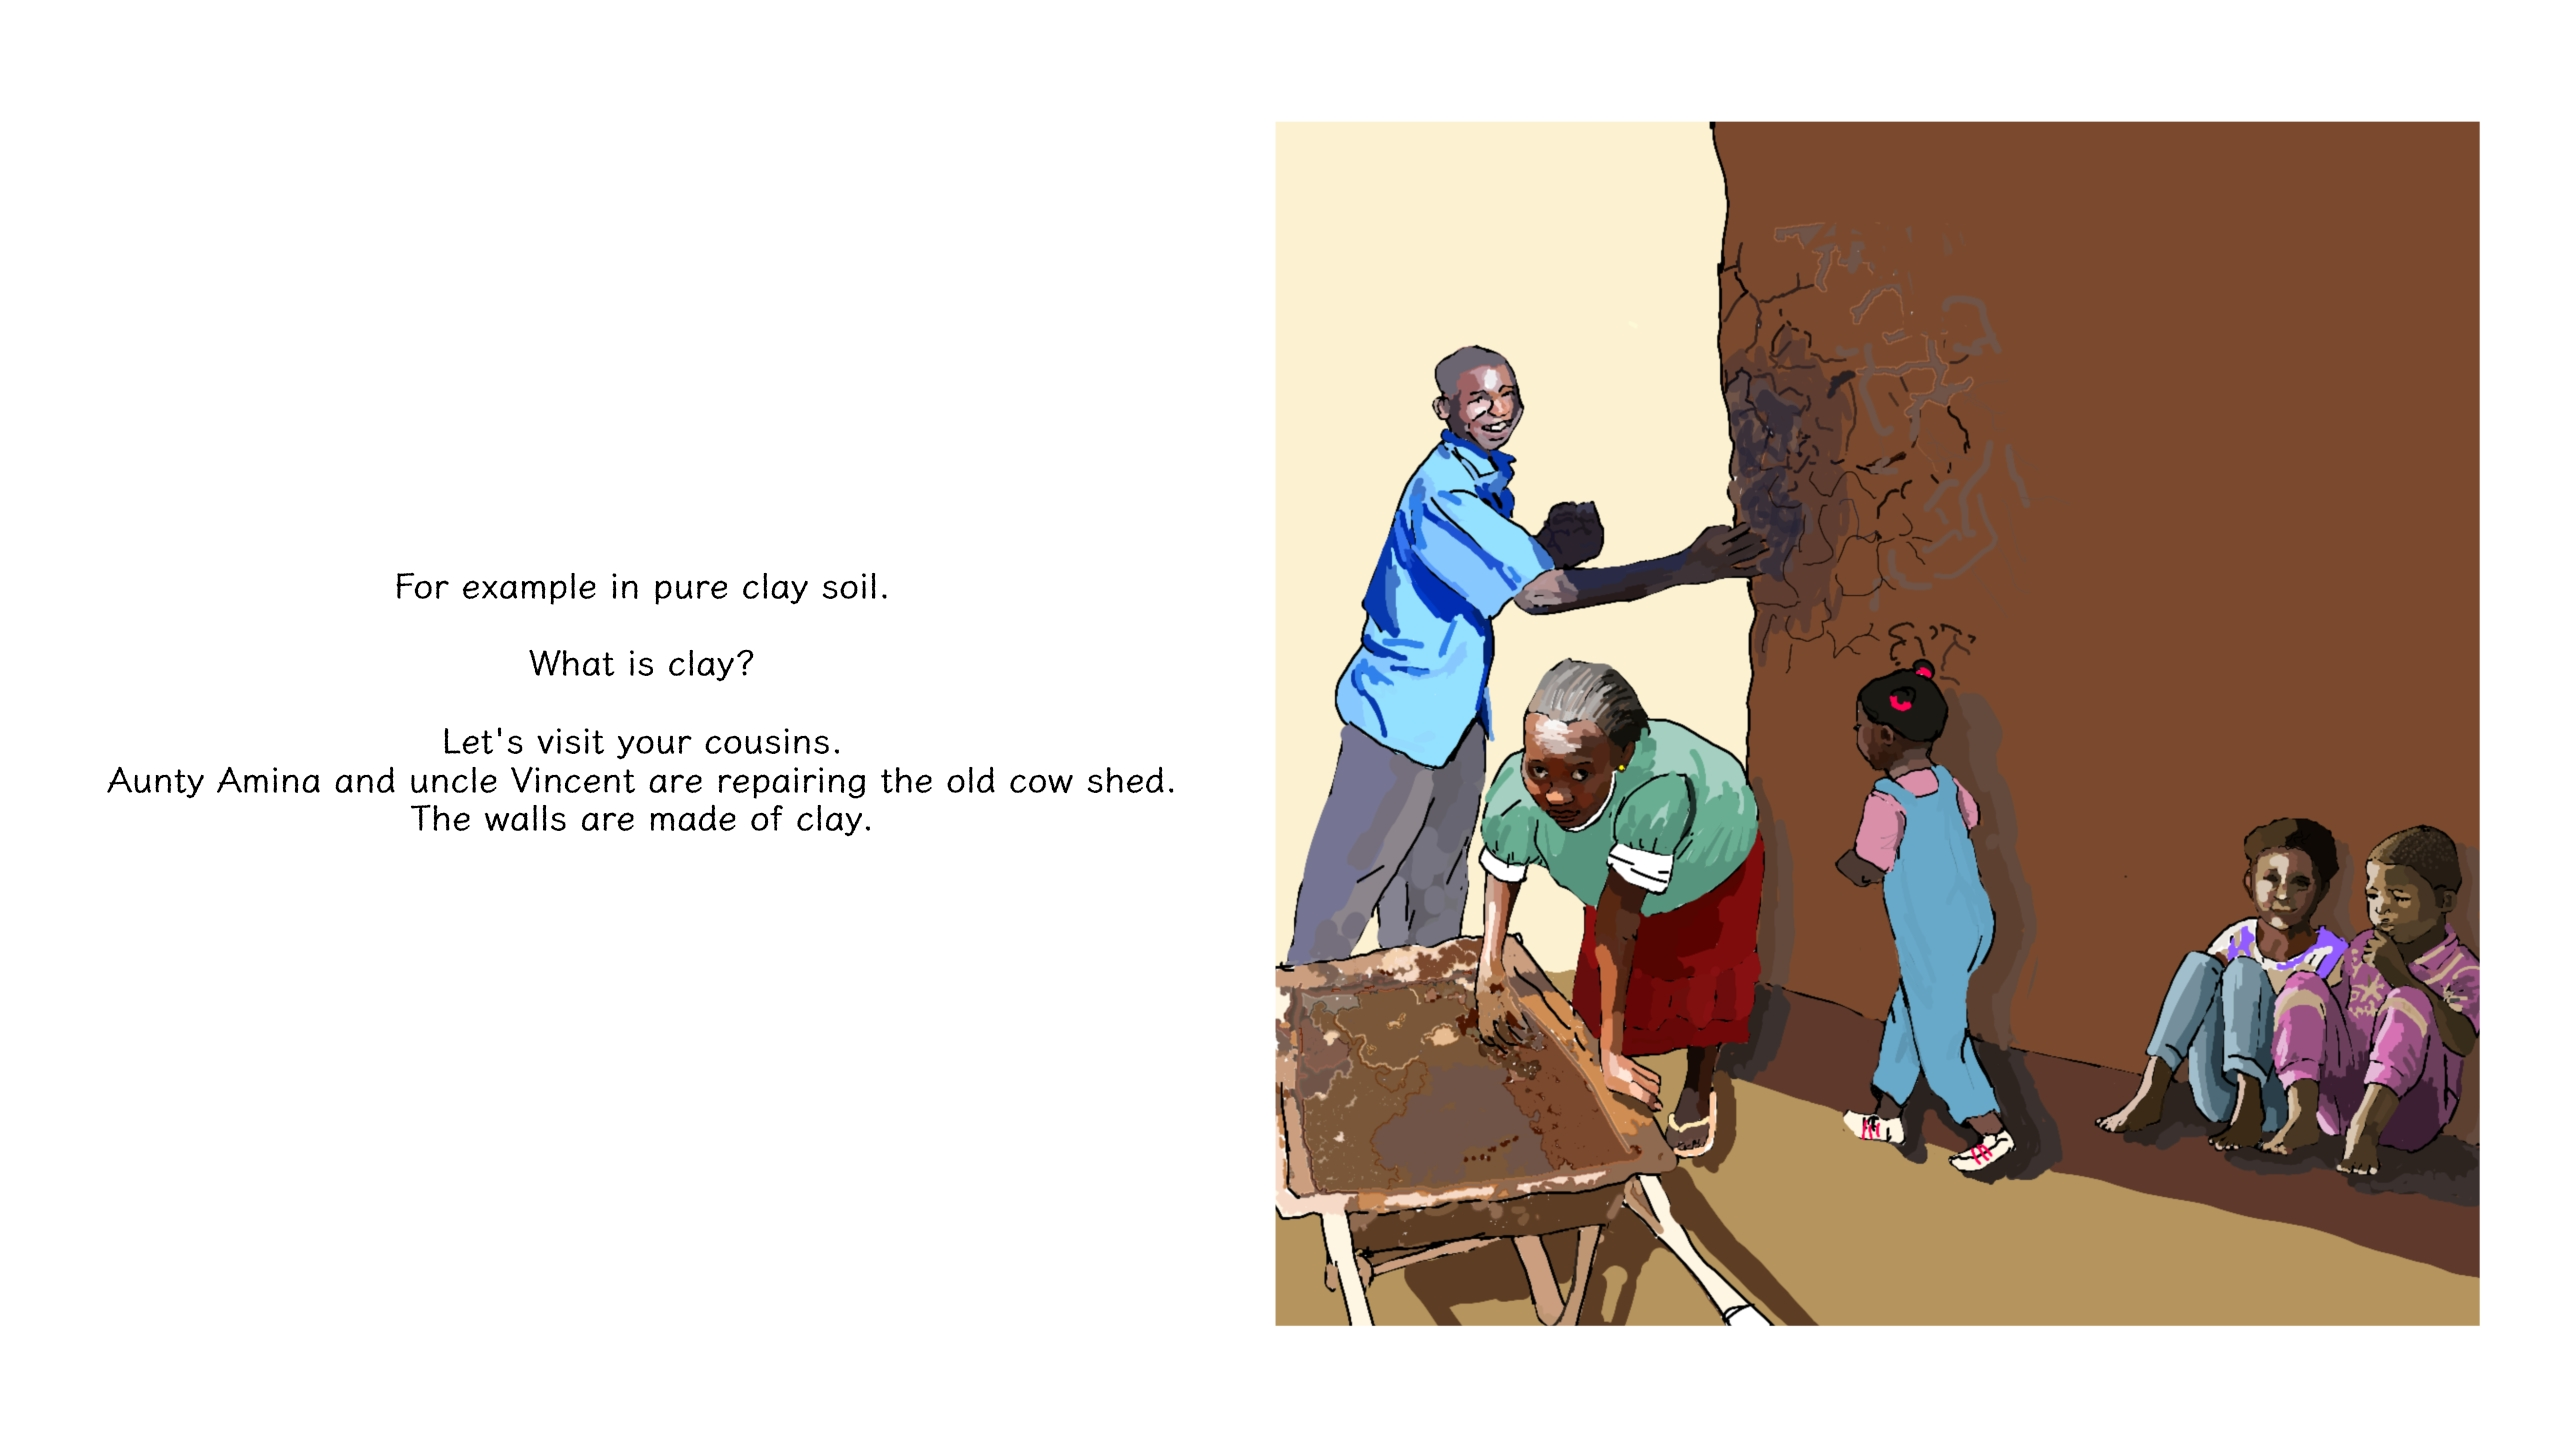 For example in pure clay soil.
What is clay?
Let's visit your cousins.
Aunty Amina and uncle Vincent are repairing the old cow shed.
The walls are made of clay.